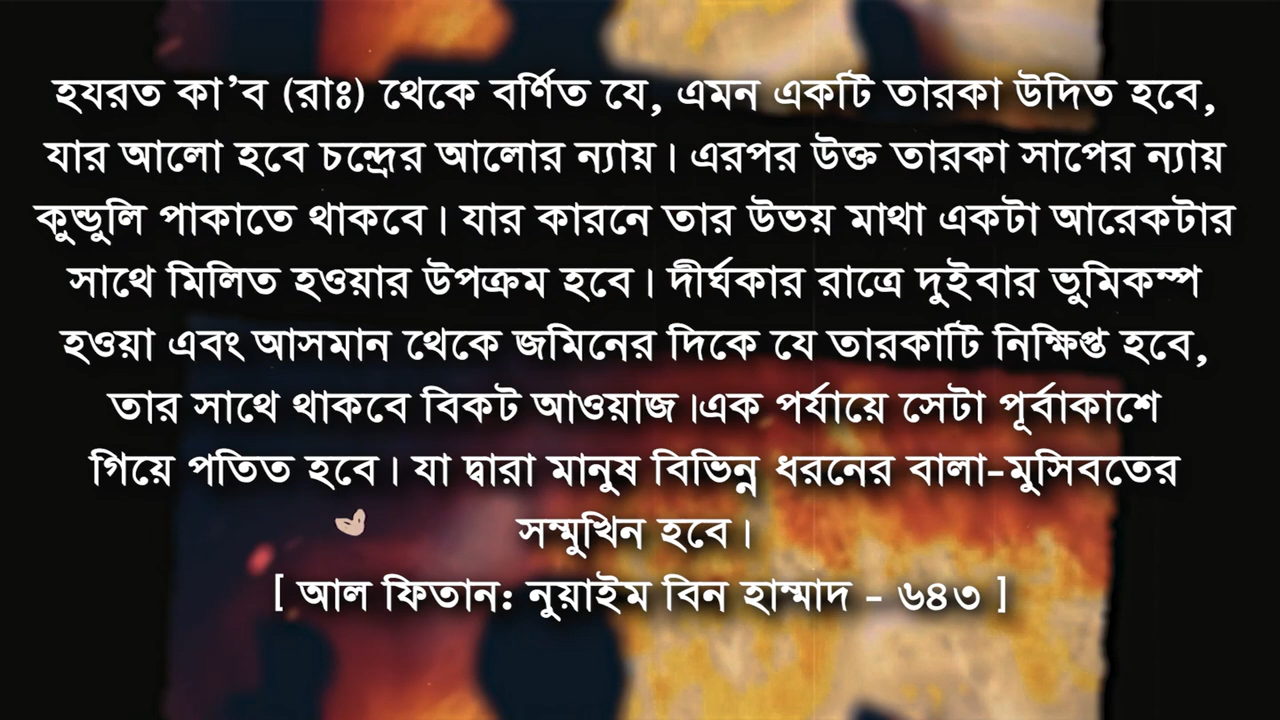 হযরত কা’ব (রাঃ) থেকে বর্ণিত যে, এমন একটি তারকা উদিত হবে,
যার আলো হবে চন্দ্রের আলোর ন্যায়। এরপর উক্ত তারকা সাপের ন্যায়
কুন্ডুলি পাকাতে থাকবে। যার কারনে তার উভয় মাথা একটা আরেকটার
সাথে মিলিত হওয়ার উপক্রম হবে। দীর্ঘকার রাত্রে দুইবার ভুমিকম্প
হওয়া এবং আসমান থেকে জমিনের দিকে যে তারকাটি নিক্ষিপ্ত হবে,
তার সাথে থাকবে বিকট আওয়াজ।এক পর্যায়ে সেটা পূর্বাকাশে
গিয়ে পতিত হবে। যা দ্বারা মানুষ বিভিন্ন ধরনের বালা-মুসিবতের
সম্মুখিন হবে।
[ আল ফিতান: নুয়াইম বিন হাম্মাদ - ৬৪৩ ]